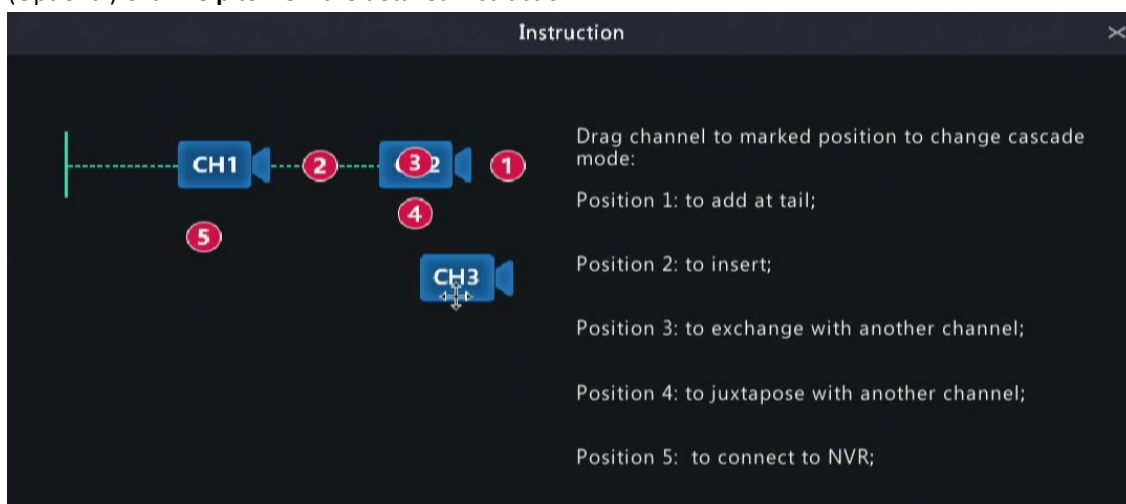 Instruction
CH1
2
3
2
1
4
5
CH3
Drag channel to marked position to change cascade
mode:
Position 1: to add at tail;
Position 2: to insert;
Position 3: to exchange with another channel;
Position 4: to juxtapose with another channel;
Position 5: to connect to NVR;